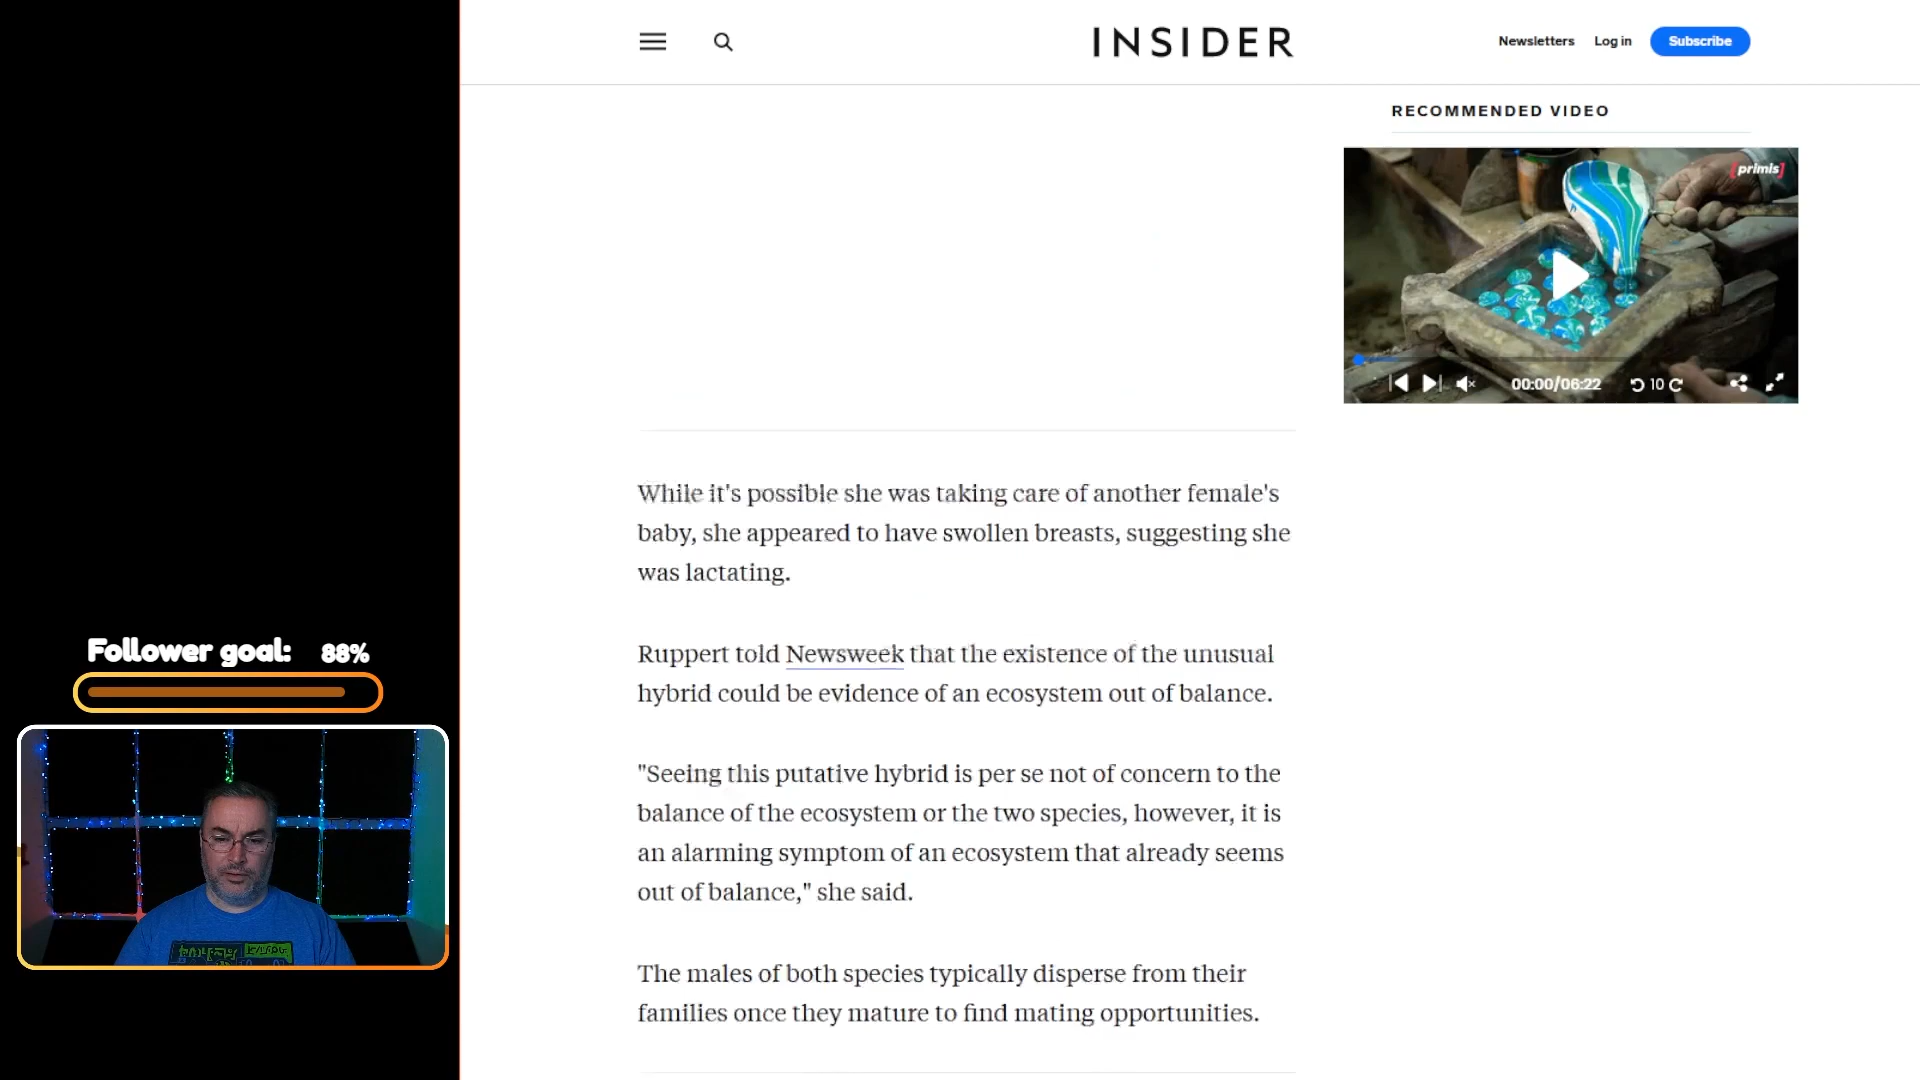 INSIDER
Newsletters
Log in
Subscribe
RECOMMENDED VIDEO
[primis]
00:00/06:22
10
While it's possible she was taking care of another female's
baby, she appeared to have swollen breasts, suggesting she
was lactating.
Ruppert told Newsweek that the existence of the unusual
hybrid could be evidence of an ecosystem out of balance.
"Seeing this putative hybrid is per se not of concern to the
balance of the ecosystem or the two species, however, it is
an alarming symptom of an ecosystem that already seems
out of balance," she said.
The males of both species typically disperse from their
families once they mature to find mating opportunities.
Follower goal: 88%